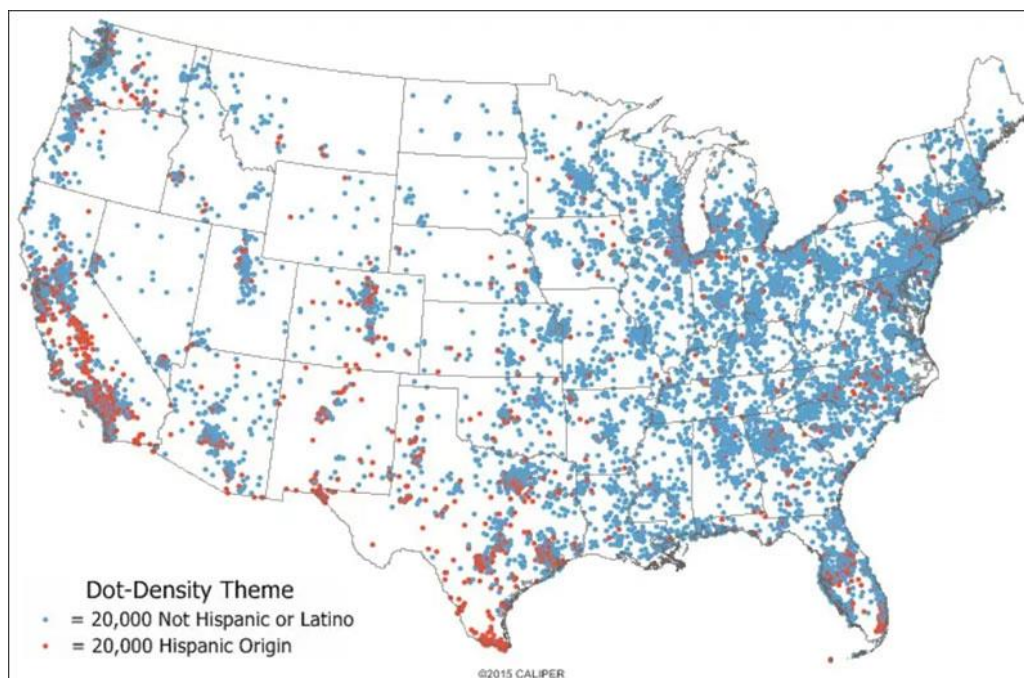 Dot-Density Theme
= 20,000 Not Hispanic or Latino
= 20,000 Hispanic Origin
©2015 CALIPER